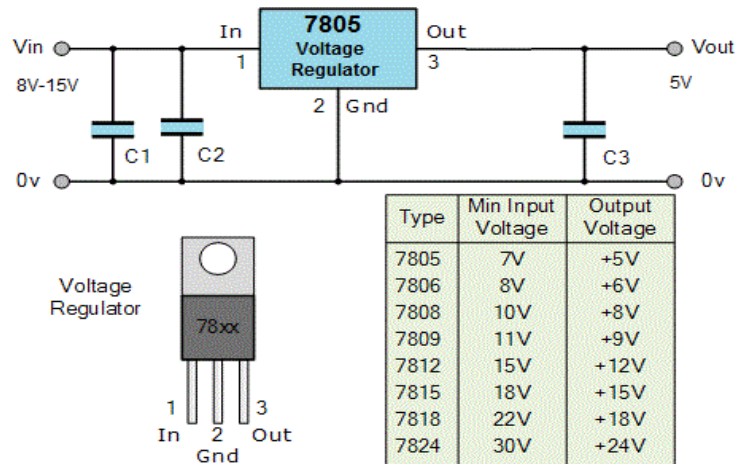 7805
Voltage
Regulator
In
1
Out
3
2 Gnd
Vin
8V-15V
Vout
5V
C1
C2
C3
0v
0v
Voltage
Regulator
78xx
1 2 3
In Gnd Out
Type Min Input Voltage Output Voltage
7805 7V +5V
7806 8V +6V
7808 10V +8V
7809 11V +9V
7812 15V +12V
7815 18V +15V
7818 22V +18V
7824 30V +24V